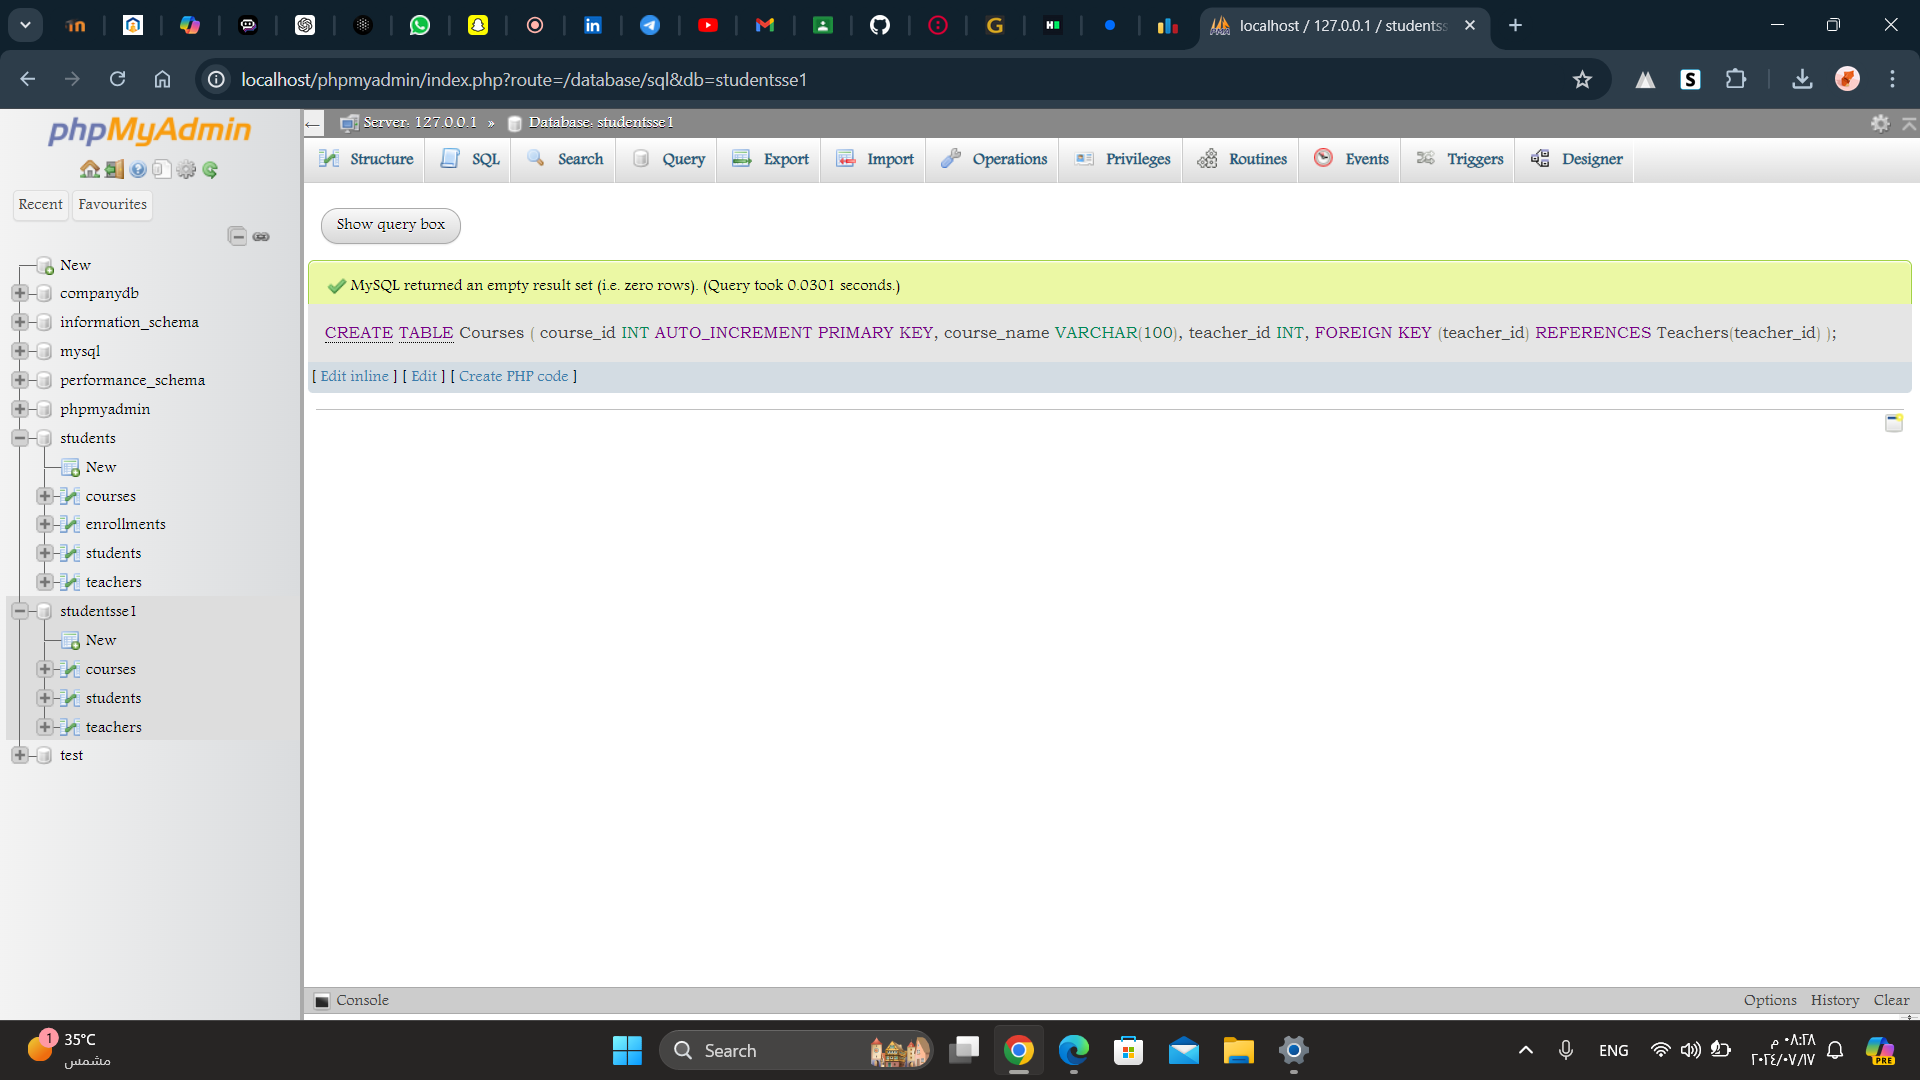 localhost / 127.0.0.1 / studentsse
localhost/phpmyadmin/index.php?route=/database/sql&db=studentsse1
phpMyAdmin
Recent
Favourites
New
companydb
information_schema
mysql
performance_schema
phpmyadmin
students
New
courses
enrollments
students
teachers
studentsse1
New
courses
students
teachers
test
Server: 127.0.0.1 » Database: studentsse1
Structure SQL Search Query Export Import Operations Privileges Routines Events Triggers Designer
Show query box
MySQL returned an empty result set (i.e. zero rows). (Query took 0.0301 seconds.)
CREATE TABLE Courses ( course_id INT AUTO_INCREMENT PRIMARY KEY, course_name VARCHAR(100), teacher_id INT, FOREIGN KEY (teacher_id) REFERENCES Teachers(teacher_id) );
[ Edit inline ] [ Edit ] [ Create PHP code ]
Console
Options History Clear
1
35°C
مشمس
Search
ENG
٠٨:٢٨ م
٢٠٢٤/٠٧/١٧
PRE